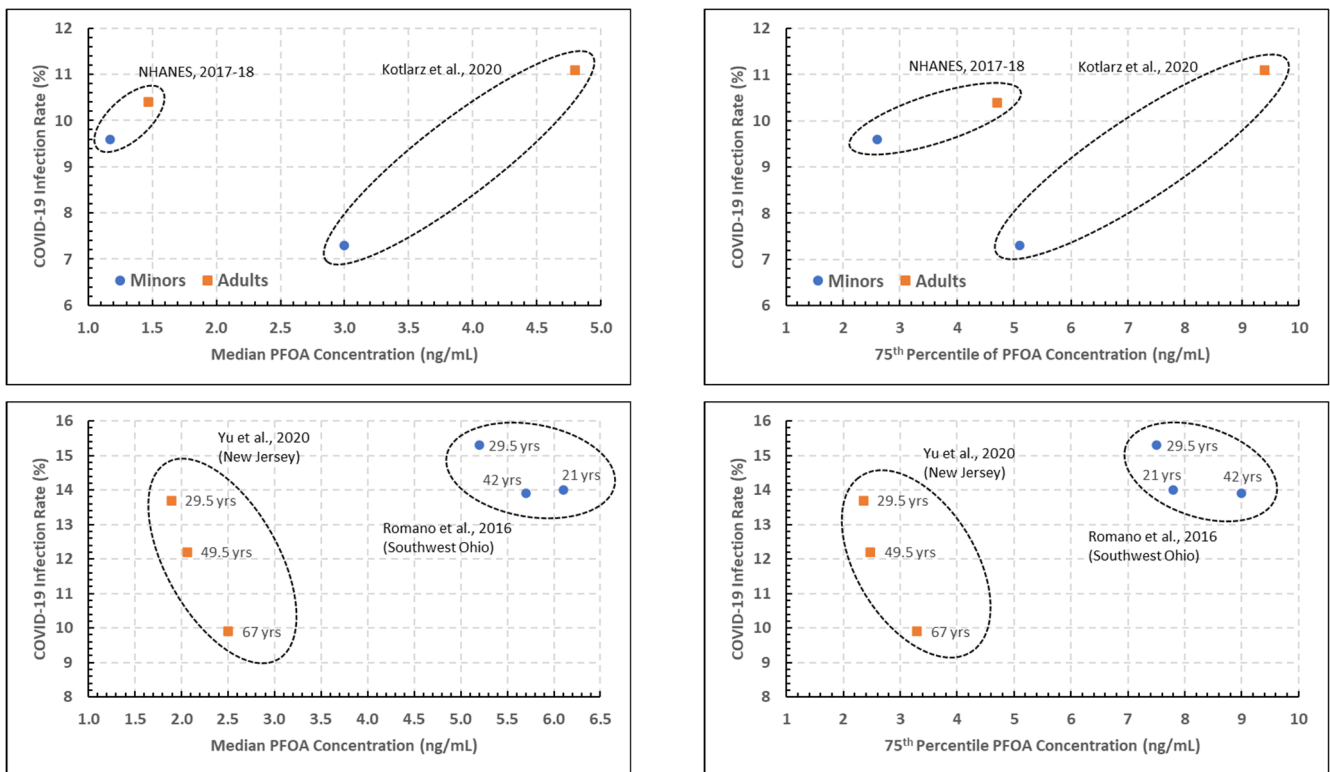 12
11
10
9
8
7
6
COVID-19 Infection Rate (%)
NHANES, 2017-18
Kotlarz et al., 2020
Minors
Adults
1.0 1.5 2.0 2.5 3.0 3.5 4.0 4.5 5.0
Median PFOA Concentration (ng/mL)
12
11
10
9
8
7
6
COVID-19 Infection Rate (%)
NHANES, 2017-18
Kotlarz et al., 2020
Minors
Adults
1 2 3 4 5 6 7 8 9 10
75th Percentile of PFOA Concentration (ng/mL)
16
15
14
13
12
11
10
9
8
COVID-19 Infection Rate (%)
Yu et al., 2020
(New Jersey)
29.5 yrs
49.5 yrs
67 yrs
29.5 yrs
42 yrs
21 yrs
Romano et al., 2016
(Southwest Ohio)
1.0 1.5 2.0 2.5 3.0 3.5 4.0 4.5 5.0 5.5 6.0 6.5
Median PFOA Concentration (ng/mL)
16
15
14
13
12
11
10
9
8
COVID-19 Infection Rate (%)
Yu et al., 2020
(New Jersey)
29.5 yrs
49.5 yrs
67 yrs
29.5 yrs
21 yrs
42 yrs
Romano et al., 2016
(Southwest Ohio)
1 2 3 4 5 6 7 8 9 10
75th Percentile PFOA Concentration (ng/mL)